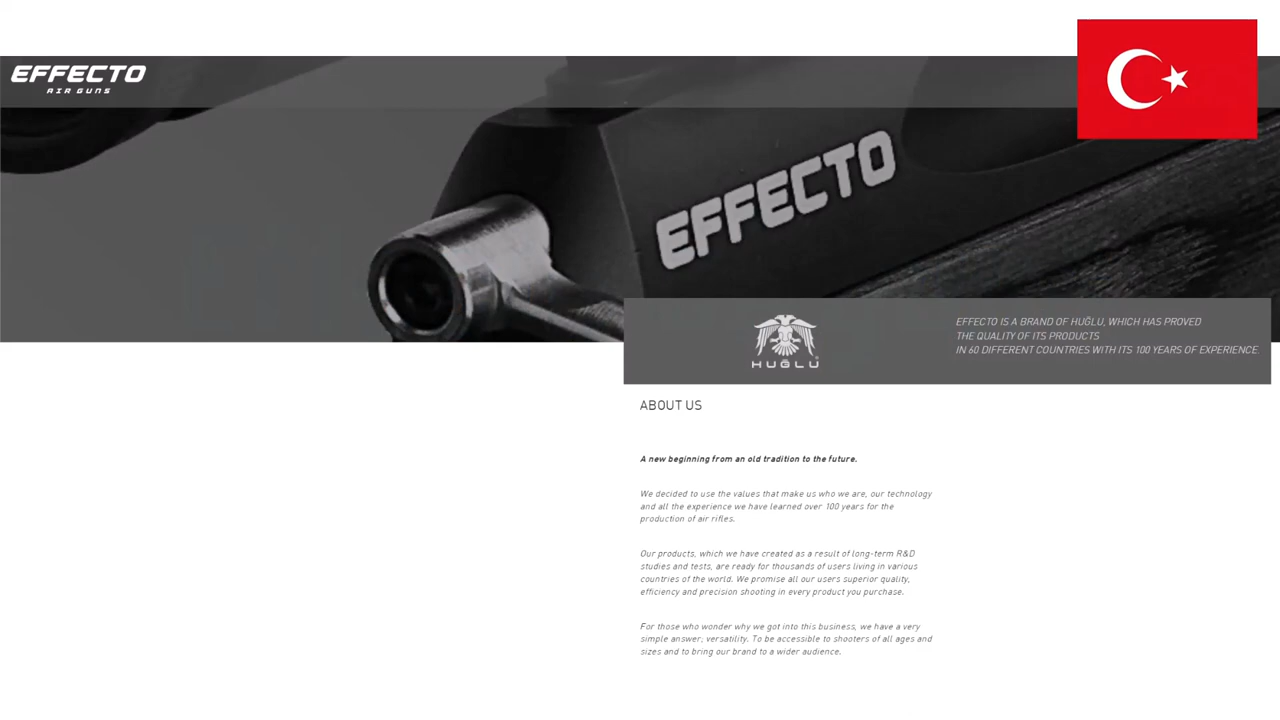 EFFECTO
AIR GUNS
EFFECTO
HUĞLU
EFFECTO IS A BRAND OF HUĞLU, WHICH HAS PROVED
THE QUALITY OF ITS PRODUCTS
IN 60 DIFFERENT COUNTRIES WITH ITS 100 YEARS OF EXPERIENCE.
ABOUT US
A new beginning from an old tradition to the future.
We decided to use the values that make us who we are, our technology
and all the experience we have learned over 100 years for the
production of air rifles.
Our products, which we have created as a result of long-term R&D
studies and tests, are ready for thousands of users living in various
countries of the world. We promise all our users superior quality,
efficiency and precision shooting in every product you purchase.
For those who wonder why we got into this business, we have a very
simple answer; versatility. To be accessible to shooters of all ages and
sizes and to bring our brand to a wider audience.